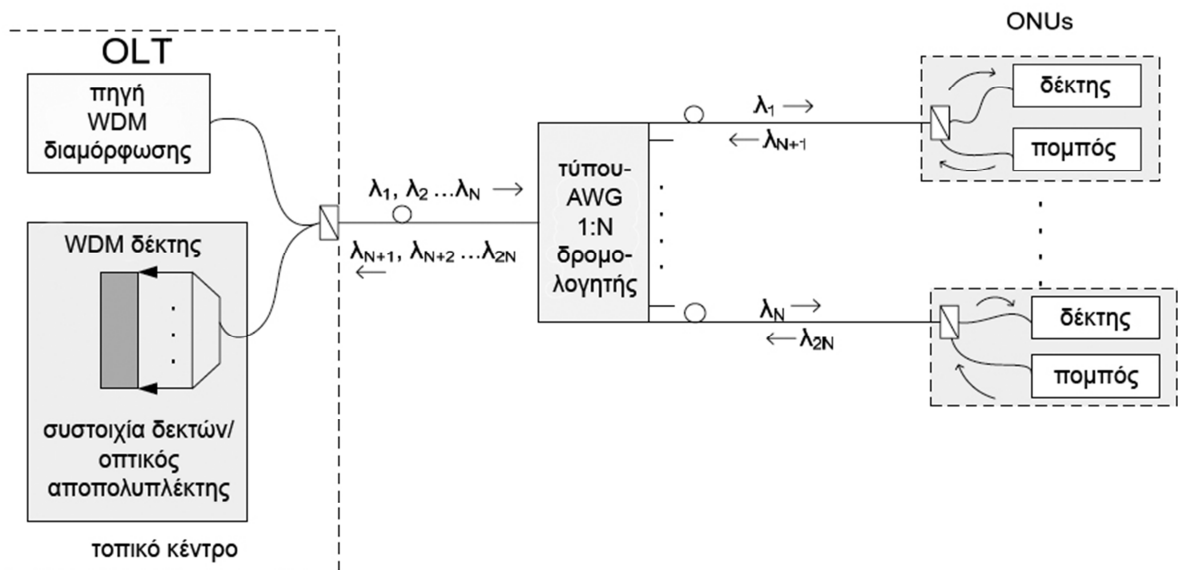 OLT
πηγή
WDM
διαμόρφωσης
WDM δέκτης
συστοιχία δεκτών/
οπτικός
αποπολυπλέκτης
τοπικό κέντρο
λ1, λ2 ...λN
λN+1, λN+2 ...λ2N
τύπου-
AWG
1:N
δρομο-
λογητής
λ1
λN+1
λN
λ2N
ONUs
δέκτης
πομπός
δέκτης
πομπός